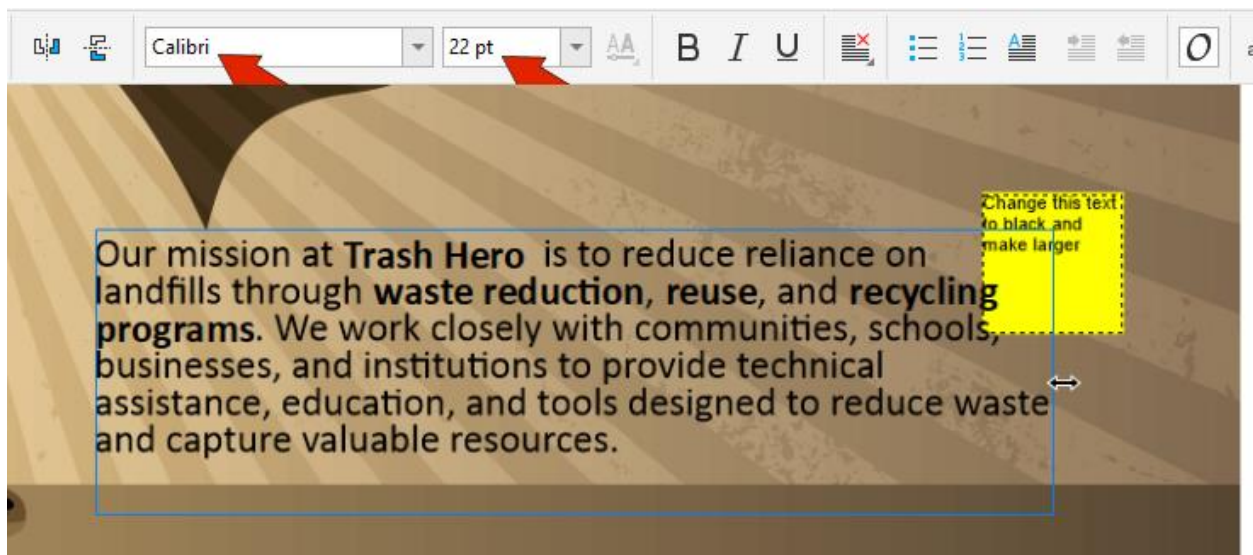 Calibri
22 pt
Change this text
to black and
make larger
Our mission at Trash Hero is to reduce reliance on
landfills through waste reduction, reuse, and recycling
programs. We work closely with communities, schools,
businesses, and institutions to provide technical
assistance, education, and tools designed to reduce waste
and capture valuable resources.